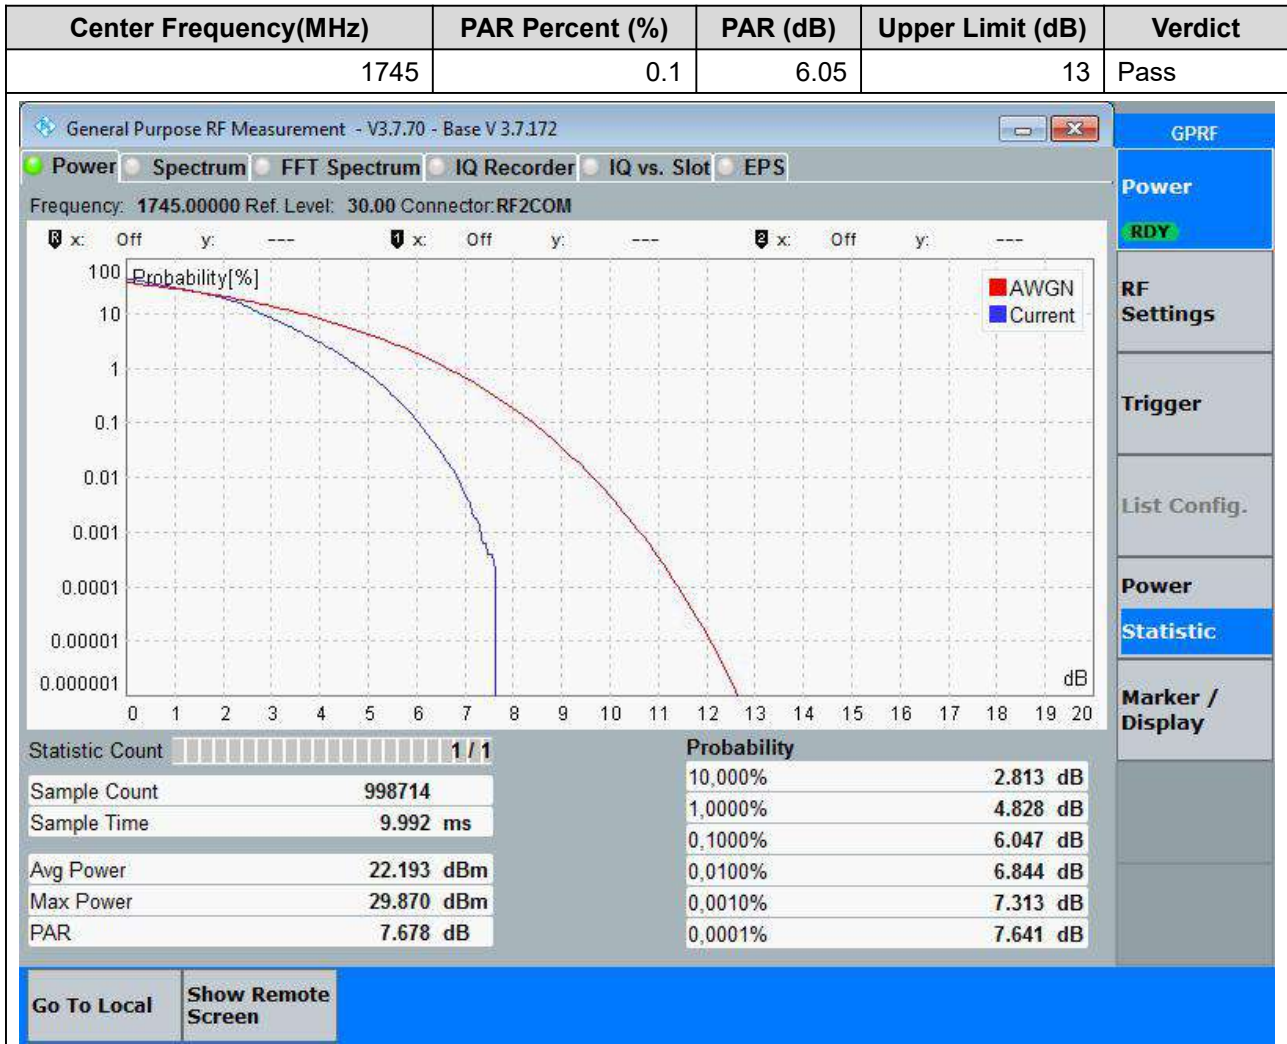 Center Frequency(MHz) PAR Percent (%) PAR (dB) Upper Limit (dB) Verdict
1745 0.1 6.05 13 Pass
General Purpose RF Measurement - V3.7.70 - Base V 3.7.172
GPRF
Power Spectrum FFT Spectrum IQ Recorder IQ vs. Slot EPS
Frequency: 1745.00000 Ref. Level: 30.00 Connector: RF2COM
R x: Off y: --- 1 x: Off y: --- 2 x: Off y: ---
Probability[%]
100
10
1
0.1
0.01
0.001
0.0001
0.00001
0.000001
AWGN
Current
dB
0 1 2 3 4 5 6 7 8 9 10 11 12 13 14 15 16 17 18 19 20
Statistic Count 1 / 1
Sample Count 998714
Sample Time 9.992 ms
Avg Power 22.193 dBm
Max Power 29.870 dBm
PAR 7.678 dB
Probability
10,000% 2.813 dB
1,0000% 4.828 dB
0,1000% 6.047 dB
0,0100% 6.844 dB
0,0010% 7.313 dB
0,0001% 7.641 dB
Power
RDY
RF
Settings
Trigger
List Config.
Power
Statistic
Marker /
Display
Go To Local
Show Remote
Screen